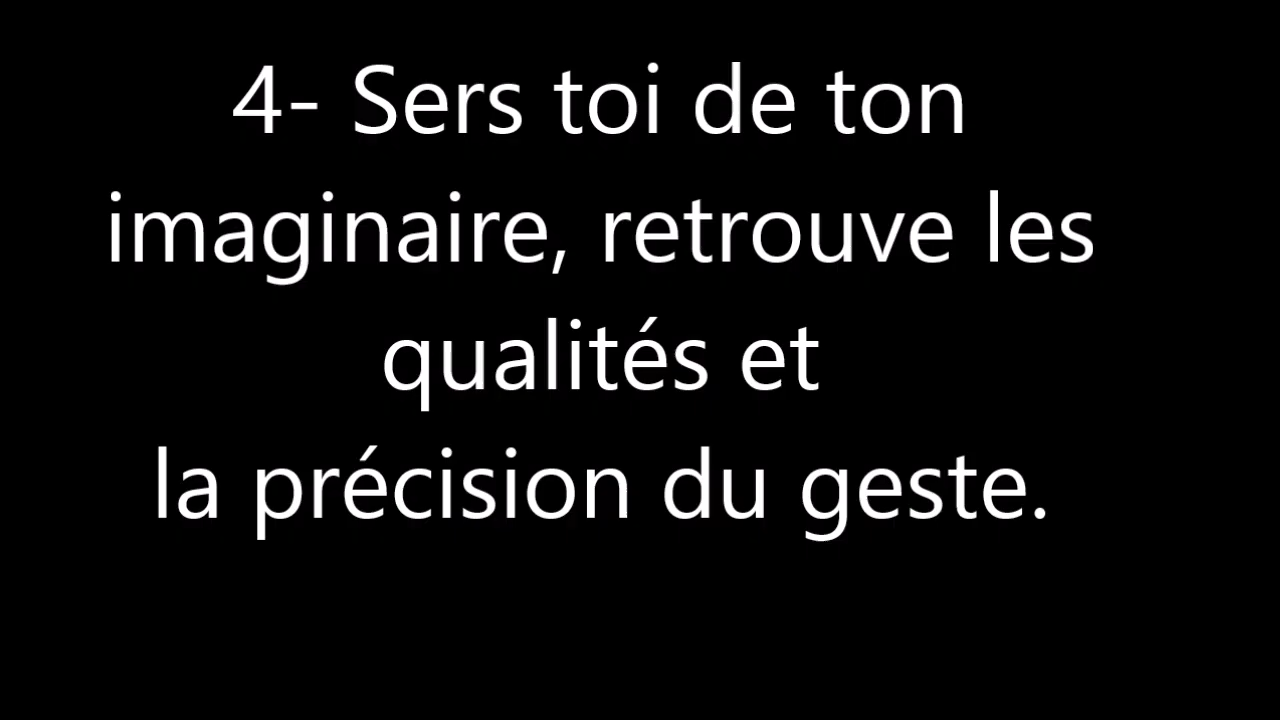 4- Sers toi de ton
imaginaire, retrouve les
qualités et
la précision du geste.